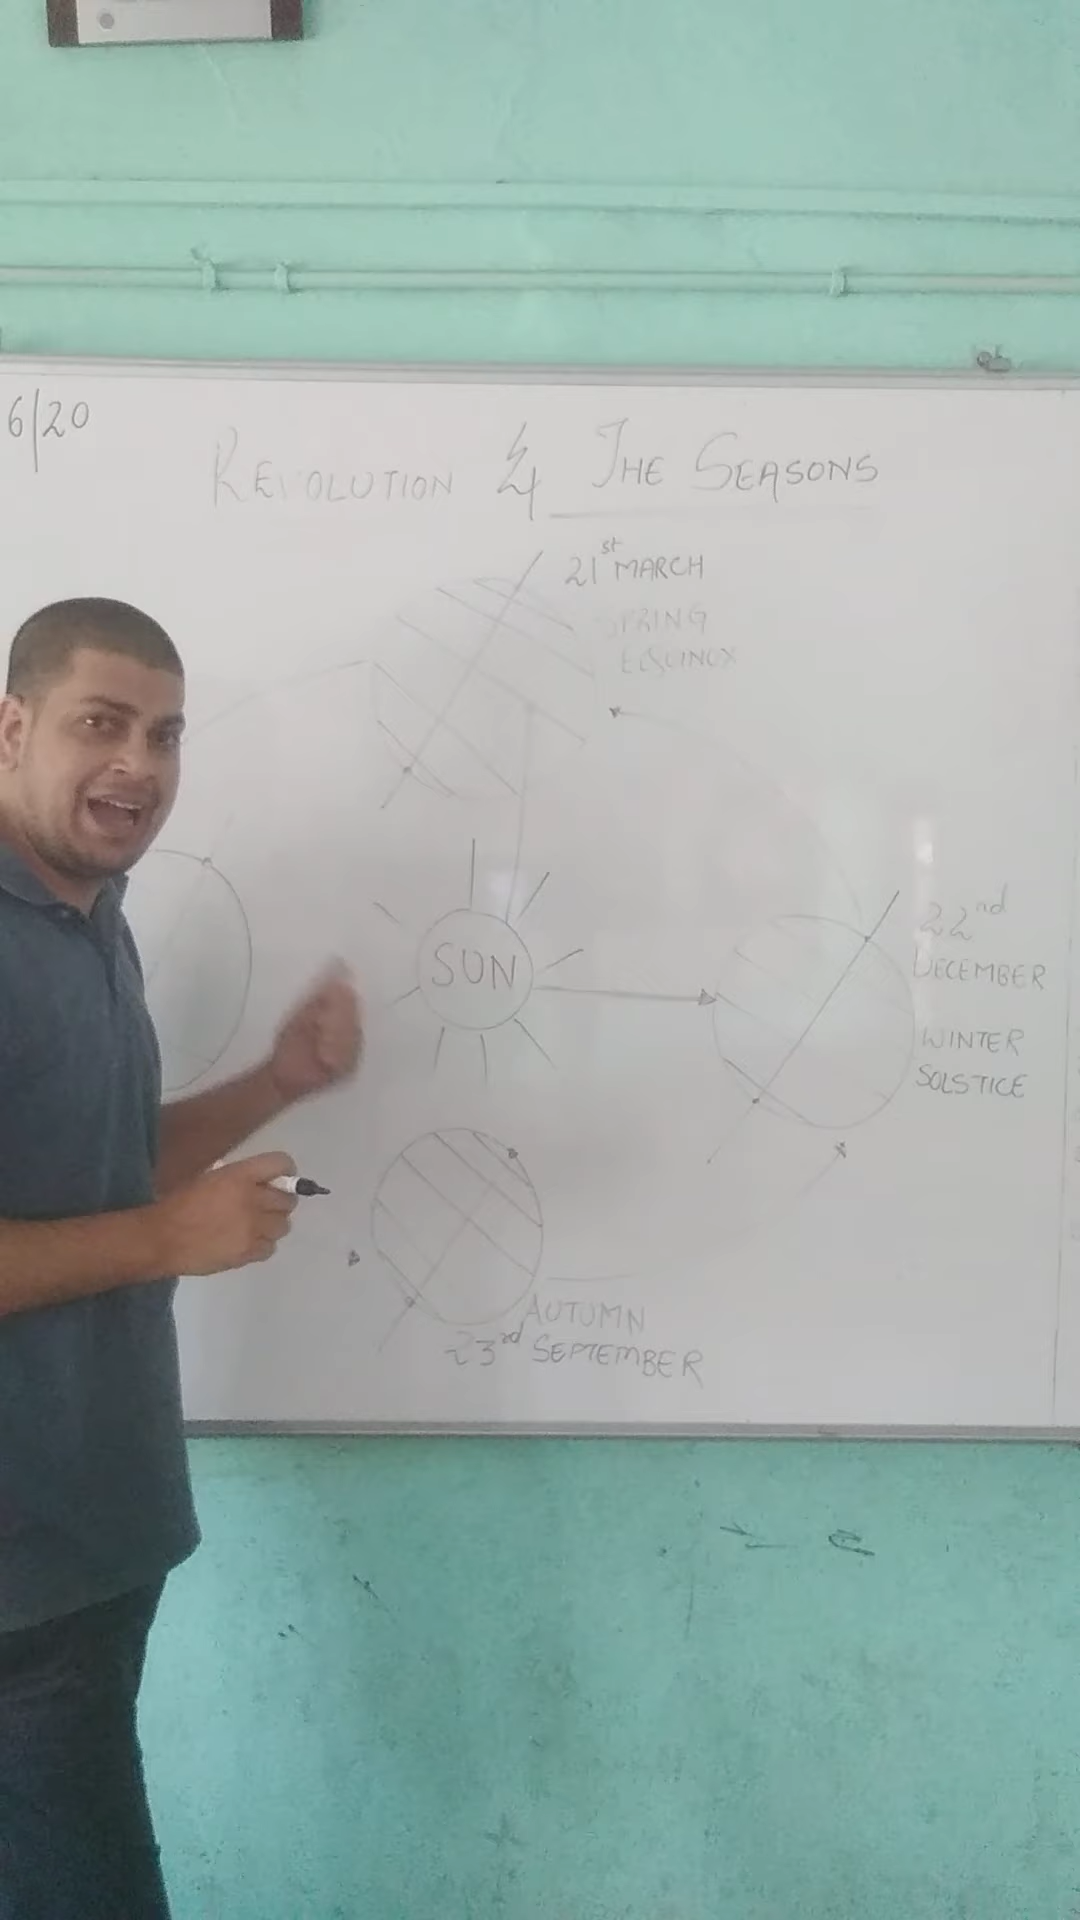 6/20
REVOLUTION & THE SEASONS
21st MARCH
SPRING
EQUINOX
SUN
22nd
DECEMBER
WINTER
SOLSTICE
AUTUMN
23rd SEPTEMBER